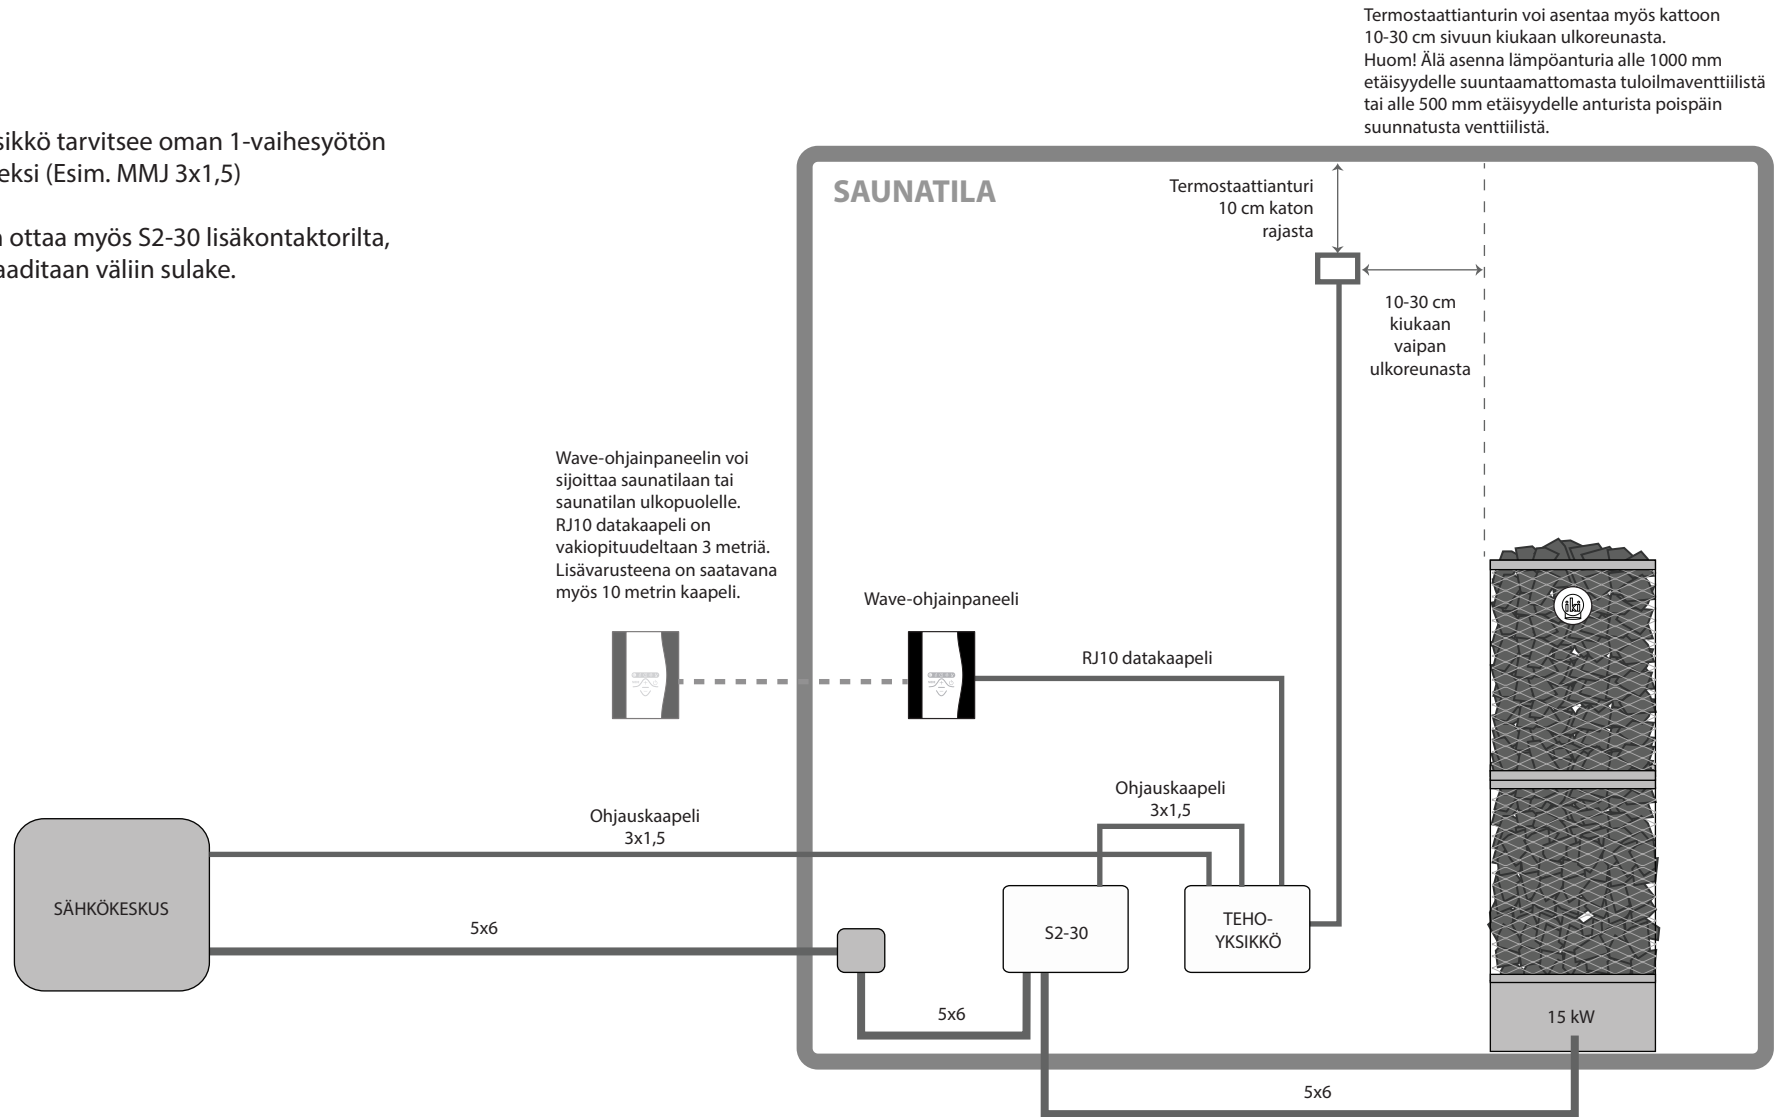 Termostaattianturin voi asentaa myös kattoon
10-30 cm sivuun kiukaan ulkoreunasta.
Huom! Älä asenna lämpöanturia alle 1000 mm
etäisyydelle suuntaamattomasta tuloilmaventtiilistä
tai alle 500 mm etäisyydelle anturista poispäin
suunnatusta venttiilistä.
sikkö tarvitsee oman 1-vaihesyötön
eksi (Esim. MMJ 3x1,5)
ottaa myös S2-30 lisäkontaktorilta,
aaditaan väliin sulake.
SAUNATILA
Termostaattianturi
10 cm katon
rajasta
10-30 cm
kiukaan
vaipan
ulkoreunasta
Wave-ohjainpaneelin voi
sijoittaa saunatilaan tai
saunatilan ulkopuolelle.
RJ10 datakaapeli on
vakiopituudeltaan 3 metriä.
Lisävarusteena on saatavana
myös 10 metrin kaapeli.
Wave-ohjainpaneeli
RJ10 datakaapeli
iki
Ohjauskaapeli
3x1,5
Ohjauskaapeli
3x1,5
SÄHKÖKESKUS
5x6
S2-30
TEHO-
YKSIKKÖ
5x6
15 kW
5x6